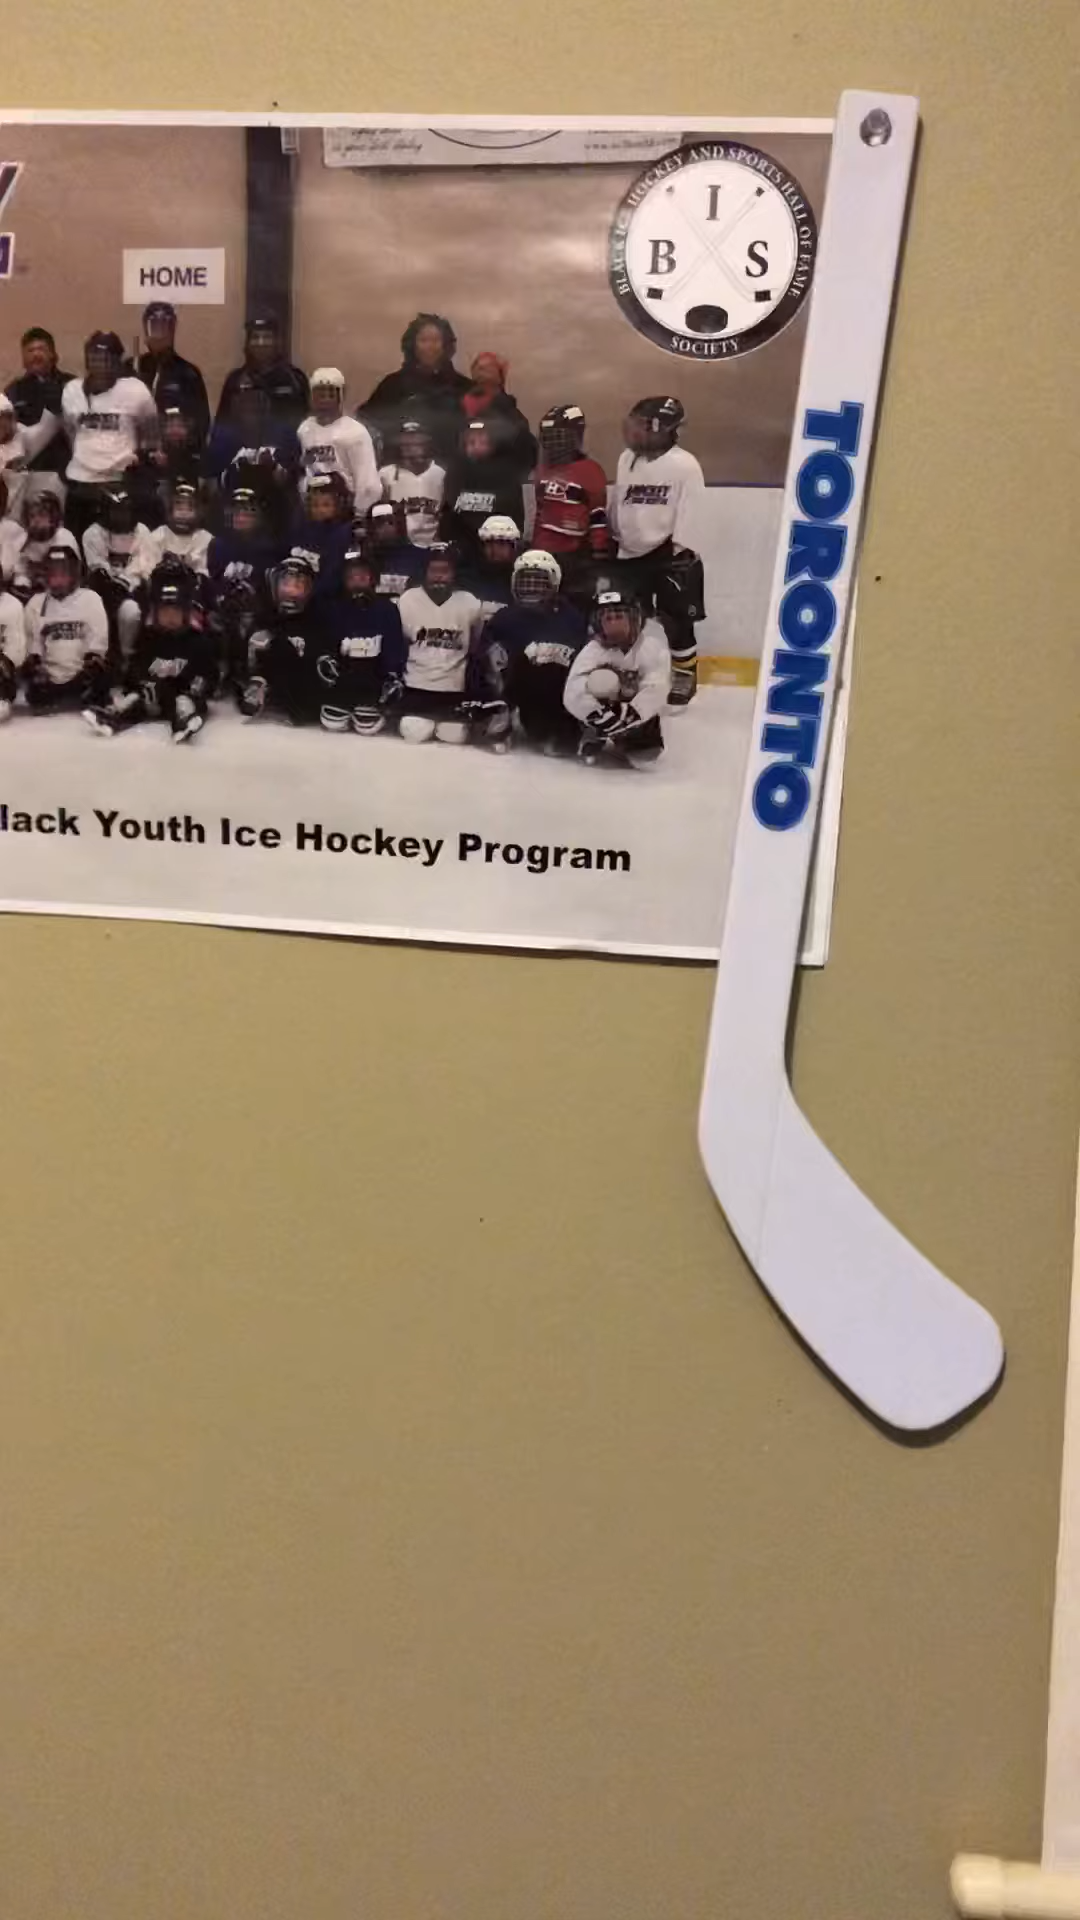 HOME
BLACK ICE HOCKEY AND SPORTS HALL OF FAME
SOCIETY
I
B S
TORONTO
lack Youth Ice Hockey Program